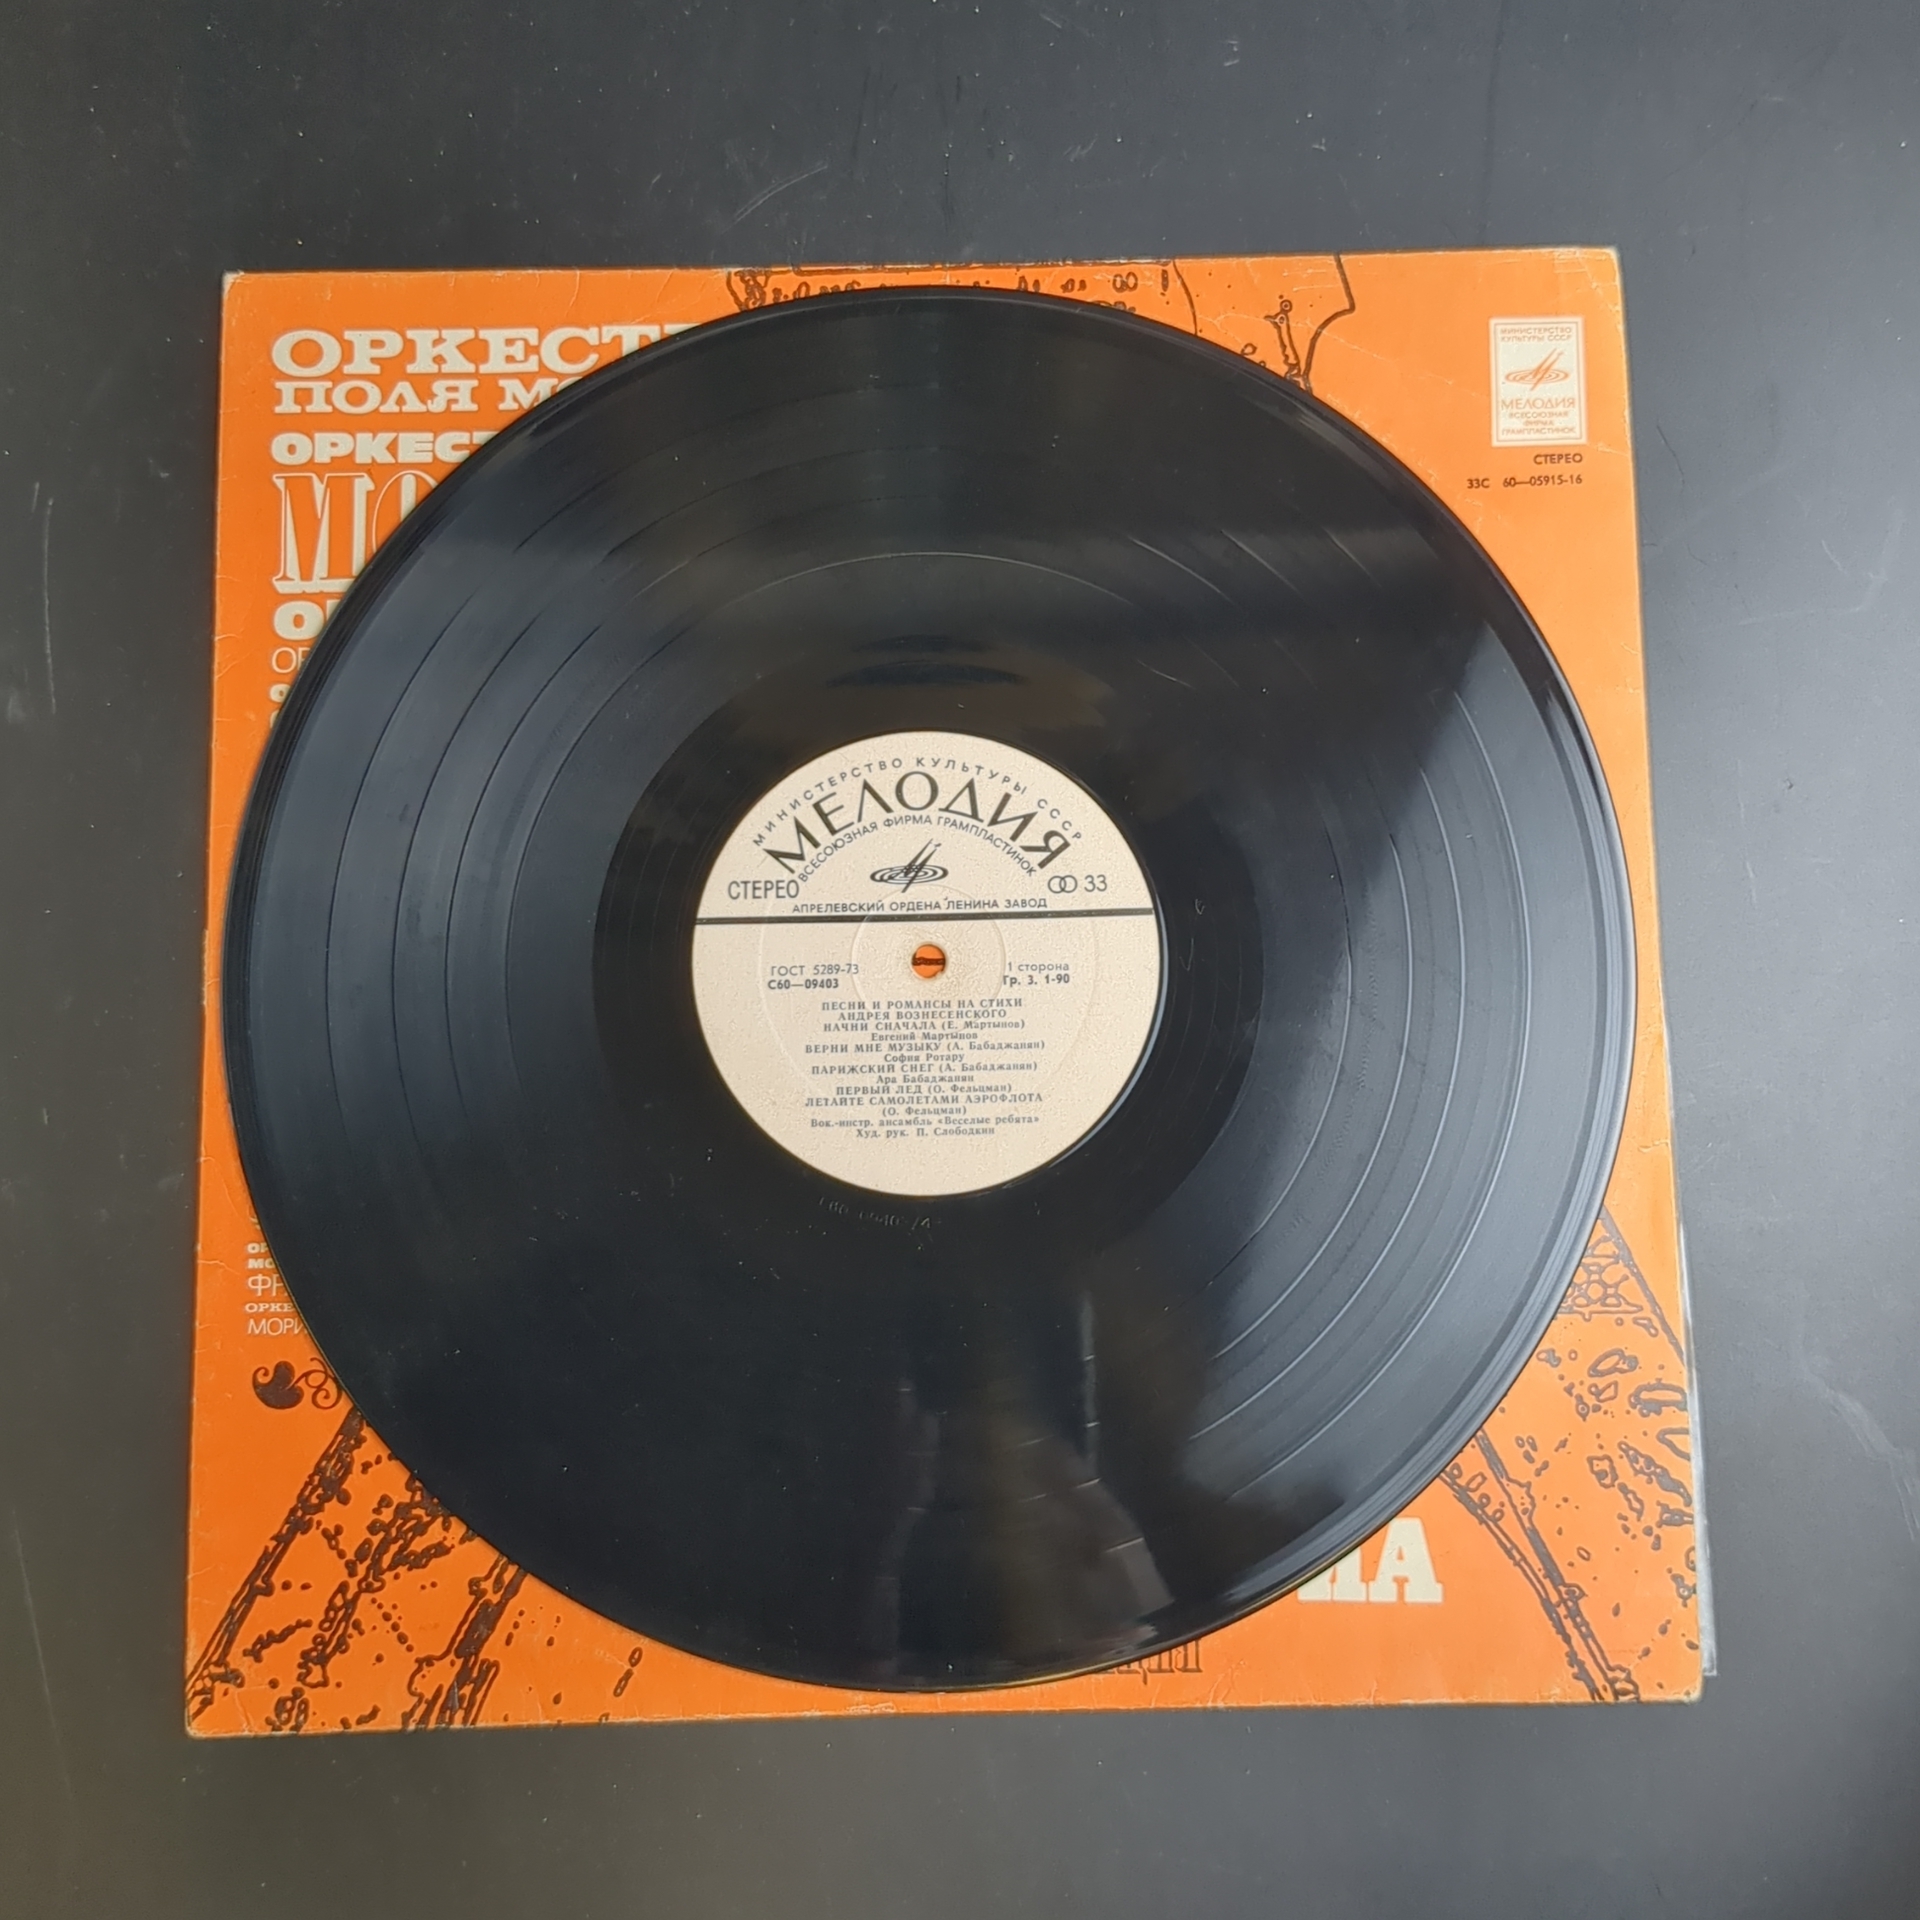 ОРКЕСТ
ПОЛЯ МО
ОРКЕСТ
МО
МИНИСТЕРСТВО
КУЛЬТУРЫ СССР
МЕЛОДИЯ
ВСЕСОЮЗНАЯ
ФИРМА
ГРАМПЛАСТИНОК
СТЕРЕО
33С 60—05915-16
МИНИСТЕРСТВО КУЛЬТУРЫ СССР
МЕЛОДИЯ
ВСЕСОЮЗНАЯ ФИРМА ГРАМПЛАСТИНОК
СТЕРЕО
33
АПРЕЛЕВСКИЙ ОРДЕНА ЛЕНИНА ЗАВОД
ГОСТ 5289-73 1 сторона
С60—09403 Гр. 3. 1-90
ПЕСНИ И РОМАНСЫ НА СТИХИ
АНДРЕЯ ВОЗНЕСЕНСКОГО
НАЧНИ СНАЧАЛА (Е. Мартынов)
Евгений Мартынов
ВЕРНИ МНЕ МУЗЫКУ (А. Бабаджанян)
София Ротару
ПАРИЖСКИЙ СНЕГ (А. Бабаджанян)
Ара Бабаджанян
ПЕРВЫЙ ЛЕД (О. Фельцман)
ЛЕТАЙТЕ САМОЛЕТАМИ АЭРОФЛОТА
(О. Фельцман)
Вок.-инстр. ансамбль «Веселые ребята»
Худ. рук. П. Слободкин
ОРКЕ
МОРИ